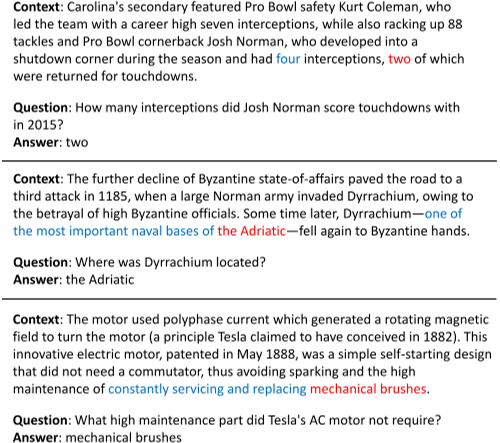 Context: Carolina's secondary featured Pro Bowl safety Kurt Coleman, who
led the team with a career high seven interceptions, while also racking up 88
tackles and Pro Bowl cornerback Josh Norman, who developed into a
shutdown corner during the season and had four interceptions, two of which
were returned for touchdowns.
Question: How many interceptions did Josh Norman score touchdowns with
in 2015?
Answer: two
Context: The further decline of Byzantine state-of-affairs paved the road to a
third attack in 1185, when a large Norman army invaded Dyrrachium, owing to
the betrayal of high Byzantine officials. Some time later, Dyrrachium—one of
the most important naval bases of the Adriatic—fell again to Byzantine hands.
Question: Where was Dyrrachium located?
Answer: the Adriatic
Context: The motor used polyphase current which generated a rotating magnetic
field to turn the motor (a principle Tesla claimed to have conceived in 1882). This
innovative electric motor, patented in May 1888, was a simple self-starting design
that did not need a commutator, thus avoiding sparking and the high
maintenance of constantly servicing and replacing mechanical brushes.
Question: What high maintenance part did Tesla's AC motor not require?
Answer: mechanical brushes